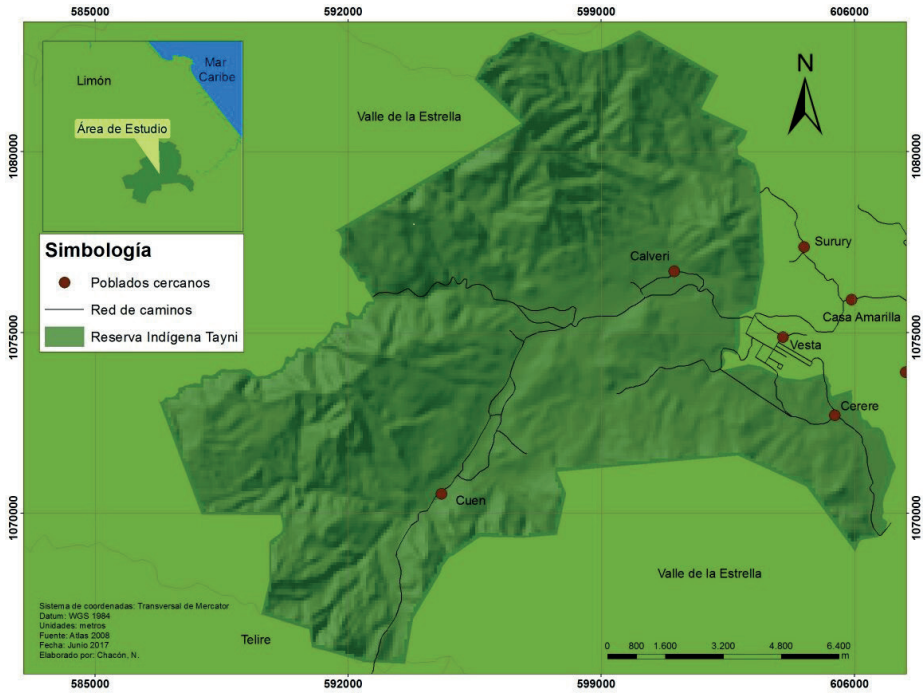 585000
592000
599000
606000
Limón
Mar
Caribe
Área de Estudio
Valle de la Estrella
N
1080000
1080000
Simbología
Poblados cercanos
Red de caminos
Reserva Indígena Tayni
Calveri
Surury
Casa Amarilla
1075000
1075000
Vesta
Cerere
Cuen
1070000
1070000
Valle de la Estrella
Telire
Sistema de coordenadas: Transversal de Mercator
Datum: WGS 1984
Unidades: metros
Fuente: Atlas 2008
Fecha: Junio 2017
Elaborado por: Chacón, N.
0 800 1.600 3.200 4.800 6.400
m
585000
592000
599000
606000